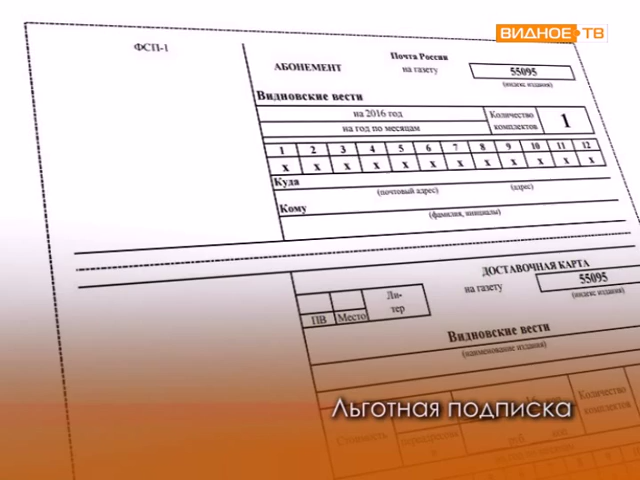 ВИДНОЕ ТВ
ФСП-1
Почта России
АБОНЕМЕНТ на газету 55095
(индекс издания)
Видновские вести
на 2016 год
на год по месяцам
Количество комплектов 1
1 2 3 4 5 6 7 8 9 10 11 12
х х х х х х х х х х х х
Куда
(почтовый адрес) (адрес)
Кому
(фамилия, инициалы)
ДОСТАВОЧНАЯ КАРТА
на газету 55095
(индекс издания)
ПВ Место Ли-
тер
Видновские вести
(наименование издания)
Количество
комплектов
Стоимость
руб.
Льготная подписка